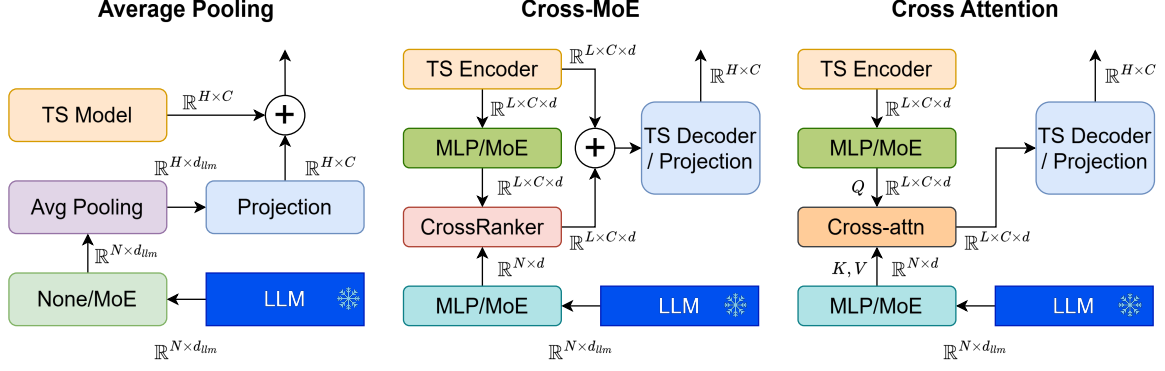 Average Pooling
TS Model
ℝ^{H×C}
+
ℝ^{H×d_{llm}}
ℝ^{H×C}
Avg Pooling
Projection
ℝ^{N×d_{llm}}
None/MoE
LLM
ℝ^{N×d_{llm}}
Cross-MoE
TS Encoder
ℝ^{L×C×d}
ℝ^{H×C}
ℝ^{L×C×d}
MLP/MoE
+
TS Decoder
/ Projection
ℝ^{L×C×d}
CrossRanker
ℝ^{L×C×d}
ℝ^{N×d}
MLP/MoE
LLM
ℝ^{N×d_{llm}}
Cross Attention
TS Encoder
ℝ^{H×C}
ℝ^{L×C×d}
MLP/MoE
TS Decoder
/ Projection
Q ℝ^{L×C×d}
Cross-attn
ℝ^{L×C×d}
K, V ℝ^{N×d}
MLP/MoE
LLM
ℝ^{N×d_{llm}}